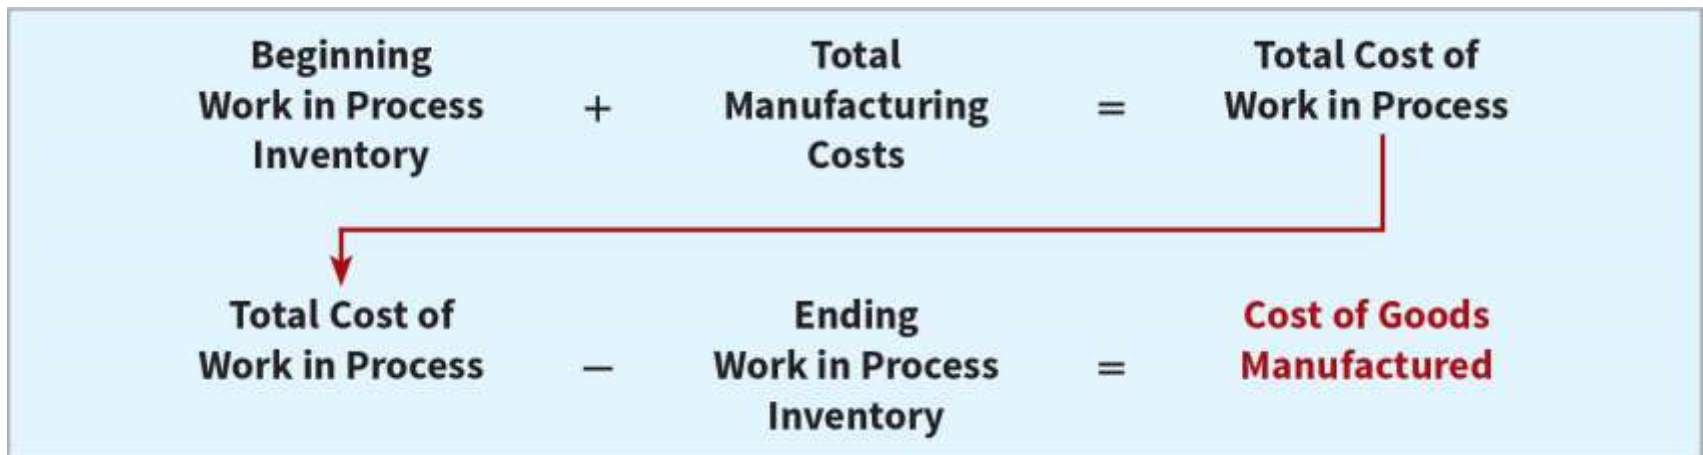 Beginning
Work in Process
Inventory
+
Total
Manufacturing
Costs
=
Total Cost of
Work in Process
Total Cost of
Work in Process
–
Ending
Work in Process
Inventory
=
Cost of Goods
Manufactured